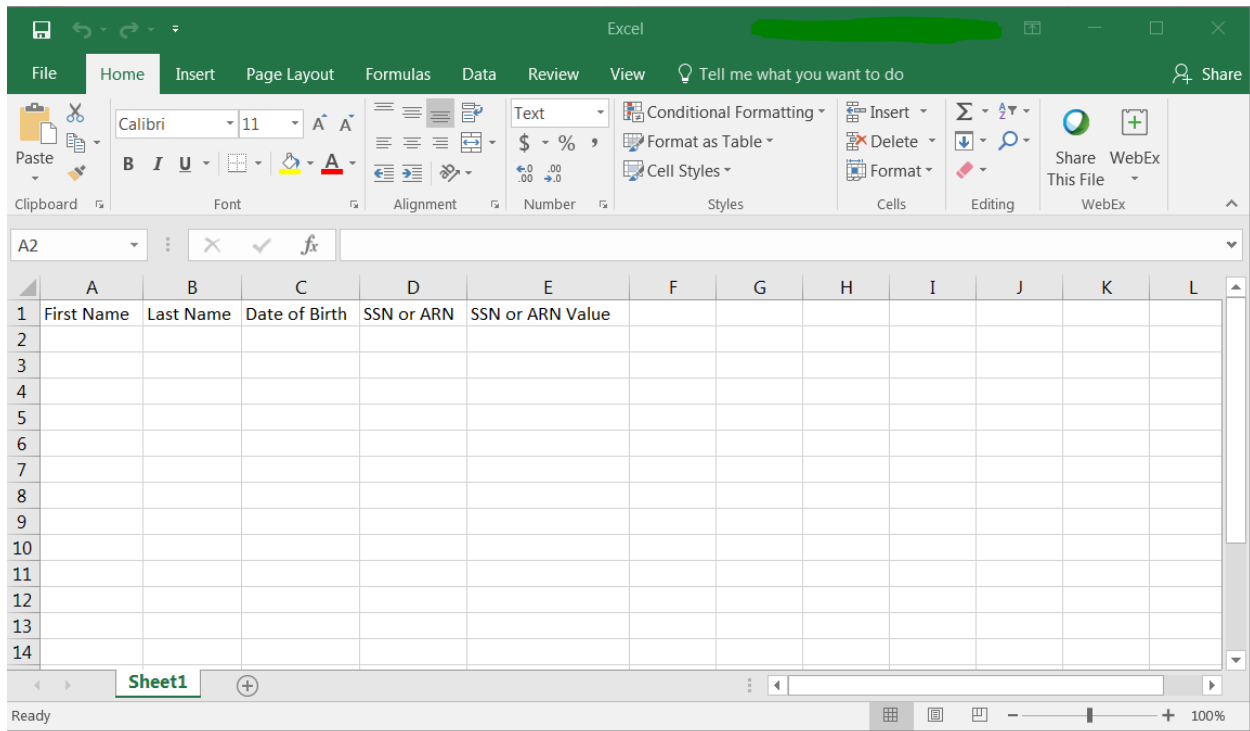 Excel
File Home Insert Page Layout Formulas Data Review View Tell me what you want to do Share
Paste Calibri 11 A A Text Conditional Formatting Insert Σ A Z
B I U A $ % , Format as Table Delete Share This File WebEx
.0 .00 .00 .0 Cell Styles Format
Clipboard Font Alignment Number Styles Cells Editing WebEx
A2 fx
A B C D E F G H I J K L
1 First Name Last Name Date of Birth SSN or ARN SSN or ARN Value
2
3
4
5
6
7
8
9
10
11
12
13
14
Sheet1
Ready 100%